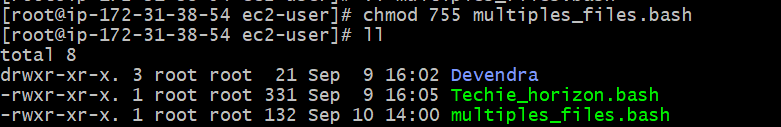 [root@ip-172-31-38-54 ec2-user]# chmod 755 multiples_files.bash
[root@ip-172-31-38-54 ec2-user]# ll
total 8
drwxr-xr-x. 3 root root  21 Sep  9 16:02 Devendra
-rwxr-xr-x. 1 root root 331 Sep  9 16:05 Techie_horizon.bash
-rwxr-xr-x. 1 root root 132 Sep 10 14:00 multiples_files.bash